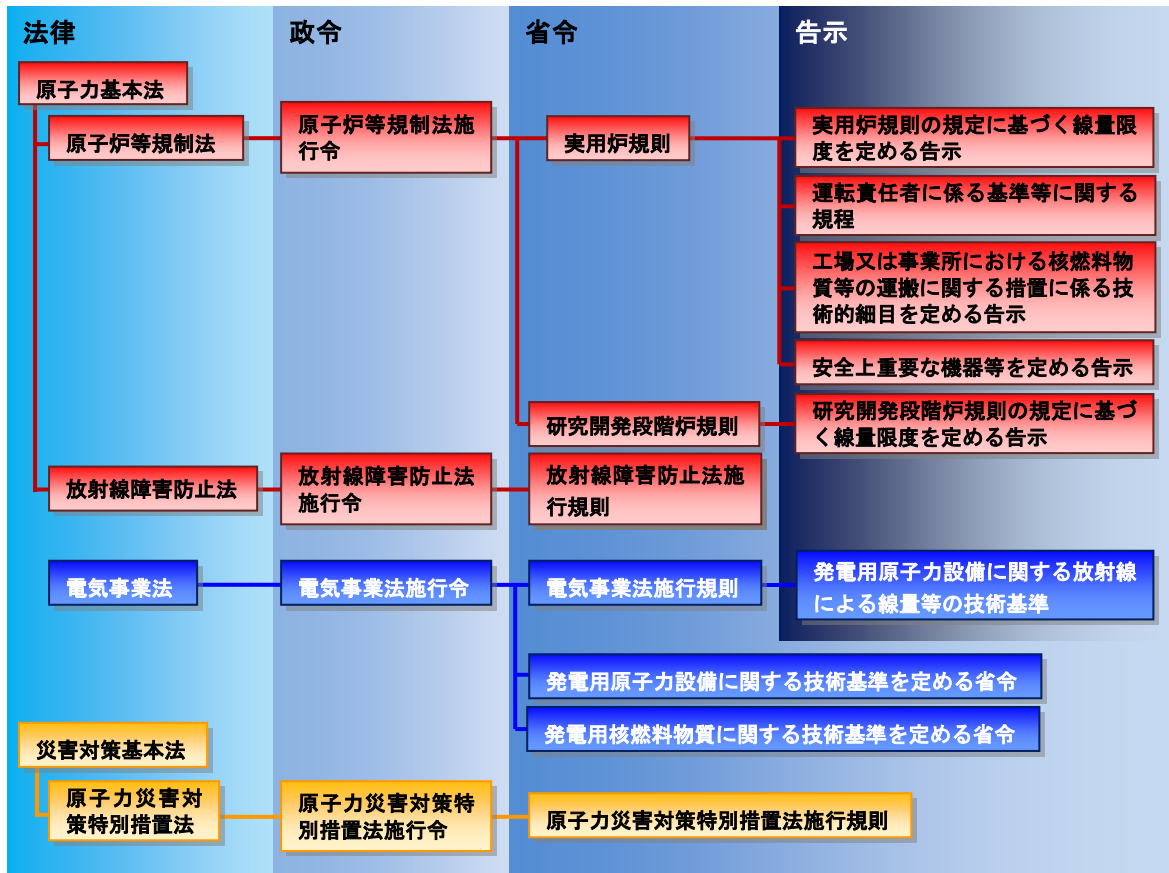 法律
政令
省令
告示
原子力基本法
原子炉等規制法
原子炉等規制法施
行令
実用炉規則
実用炉規則の規定に基づく線量限
度を定める告示
運転責任者に係る基準等に関する
規程
工場又は事業所における核燃料物
質等の運搬に関する措置に係る技
術的細目を定める告示
安全上重要な機器等を定める告示
研究開発段階炉規則
研究開発段階炉規則の規定に基づ
く線量限度を定める告示
放射線障害防止法
放射線障害防止法
施行令
放射線障害防止法施
行規則
電気事業法
電気事業法施行令
電気事業法施行規則
発電用原子力設備に関する放射線
による線量等の技術基準
発電用原子力設備に関する技術基準を定める省令
発電用核燃料物質に関する技術基準を定める省令
災害対策基本法
原子力災害対
策特別措置法
原子力災害対策特
別措置法施行令
原子力災害対策特別措置法施行規則